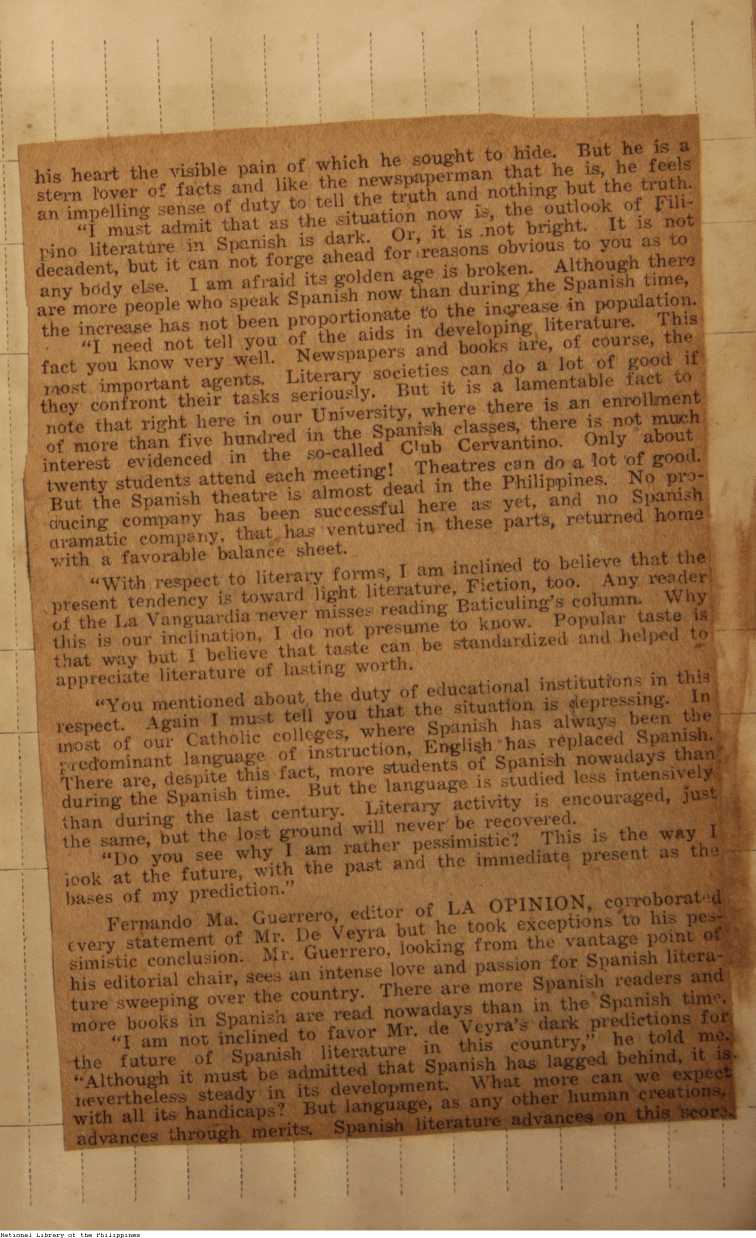 his heart the visible pain of which he sought to hide. But he is a
stern lover of facts and like the newspaperman that he is, he feels
an impelling sense of duty to tell the truth and nothing but the truth.
"I must admit that as the situation now is, the outlook of Fili-
pino literature in Spanish is dark. Or, it is not bright. It is not
decadent, but it can not forge ahead for reasons obvious to you as to
any body else. I am afraid its golden age is broken. Although there
are more people who speak Spanish now than during the Spanish time,
the increase has not been proportionate to the increase in population.
"I need not tell you of the aids in developing literature. This
fact you know very well. Newspapers and books are, of course, the
most important agents. Literary societies can do a lot of good if
they confront their tasks seriously. But it is a lamentable fact to
note that right here in our University, where there is an enrollment
of more than five hundred in the Spanish classes, there is not much
interest evidenced in the so-called Club Cervantino. Only about
twenty students attend each meeting! Theatres can do a lot of good.
But the Spanish theatre is almost dead in the Philippines. No pro-
ducing company has been successful here as yet, and no Spanish
dramatic company, that has ventured in these parts, returned home
with a favorable balance sheet.
"With respect to literary forms, I am inclined to believe that the
present tendency is toward light literature, Fiction, too. Any reader
of the La Vanguardia never misses reading Baticuling's column. Why
this is our inclination, I do not presume to know. Popular taste is
that way but I believe that taste can be standardized and helped to
appreciate literature of lasting worth.
"You mentioned about the duty of educational institutions in this
respect. Again I must tell you that the situation is depressing. In
most of our Catholic colleges, where Spanish has always been the
predominant language of instruction, English has replaced Spanish.
There are, despite this fact, more students of Spanish nowadays than
during the Spanish time. But the language is studied less intensively
than during the last century. Literary activity is encouraged, just
the same, but the lost ground will never be recovered.
"Do you see why I am rather pessimistic? This is the way I
look at the future, with the past and the immediate present as the
bases of my prediction."
Fernando Ma. Guerrero, editor of LA OPINION, corroborated
every statement of Mr. De Veyra but he took exceptions to his pes-
simistic conclusion. Mr. Guerrero, looking from the vantage point of
his editorial chair, sees an intense love and passion for Spanish litera-
ture sweeping over the country. There are more Spanish readers and
more books in Spanish are read nowadays than in the Spanish time.
"I am not inclined to favor Mr. de Veyra's dark predictions for
the future of Spanish literature in this country," he told me.
"Although it must be admitted that Spanish has lagged behind, it is
nevertheless steady in its development. What more can we expect
with all its handicaps? But language, as any other human creations,
advances through merits. Spanish literature advances on this score.
National Library of the Philippines